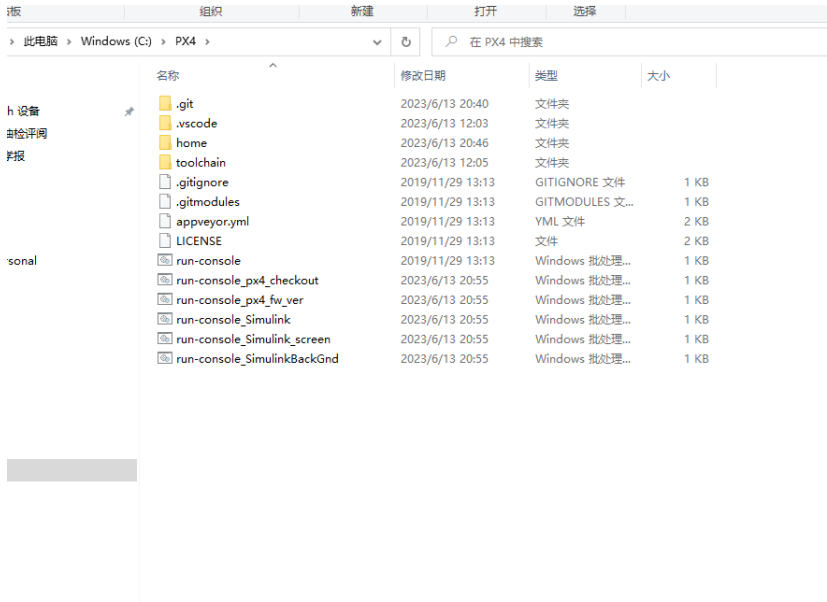 组织 新建 打开 选择
此电脑 > Windows (C:) > PX4 > 在 PX4 中搜索
名称 修改日期 类型 大小
.git 2023/6/13 20:40 文件夹
h 设备
.vscode 2023/6/13 12:03 文件夹
检评阅
home 2023/6/13 20:46 文件夹
学报
toolchain 2023/6/13 12:05 文件夹
.gitignore 2019/11/29 13:13 GITIGNORE 文件 1 KB
.gitmodules 2019/11/29 13:13 GITMODULES 文... 1 KB
appveyor.yml 2019/11/29 13:13 YML 文件 2 KB
LICENSE 2019/11/29 13:13 文件 2 KB
rsonal
run-console 2019/11/29 13:13 Windows 批处理... 1 KB
run-console_px4_checkout 2023/6/13 20:55 Windows 批处理... 1 KB
run-console_px4_fw_ver 2023/6/13 20:55 Windows 批处理... 1 KB
run-console_Simulink 2023/6/13 20:55 Windows 批处理... 1 KB
run-console_Simulink_screen 2023/6/13 20:55 Windows 批处理... 1 KB
run-console_SimulinkBackGnd 2023/6/13 20:55 Windows 批处理... 1 KB